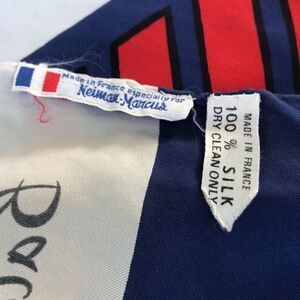 Made in France especially for
Neiman-Marcus
100 % SILK
DRY CLEAN ONLY
MADE IN FRANCE